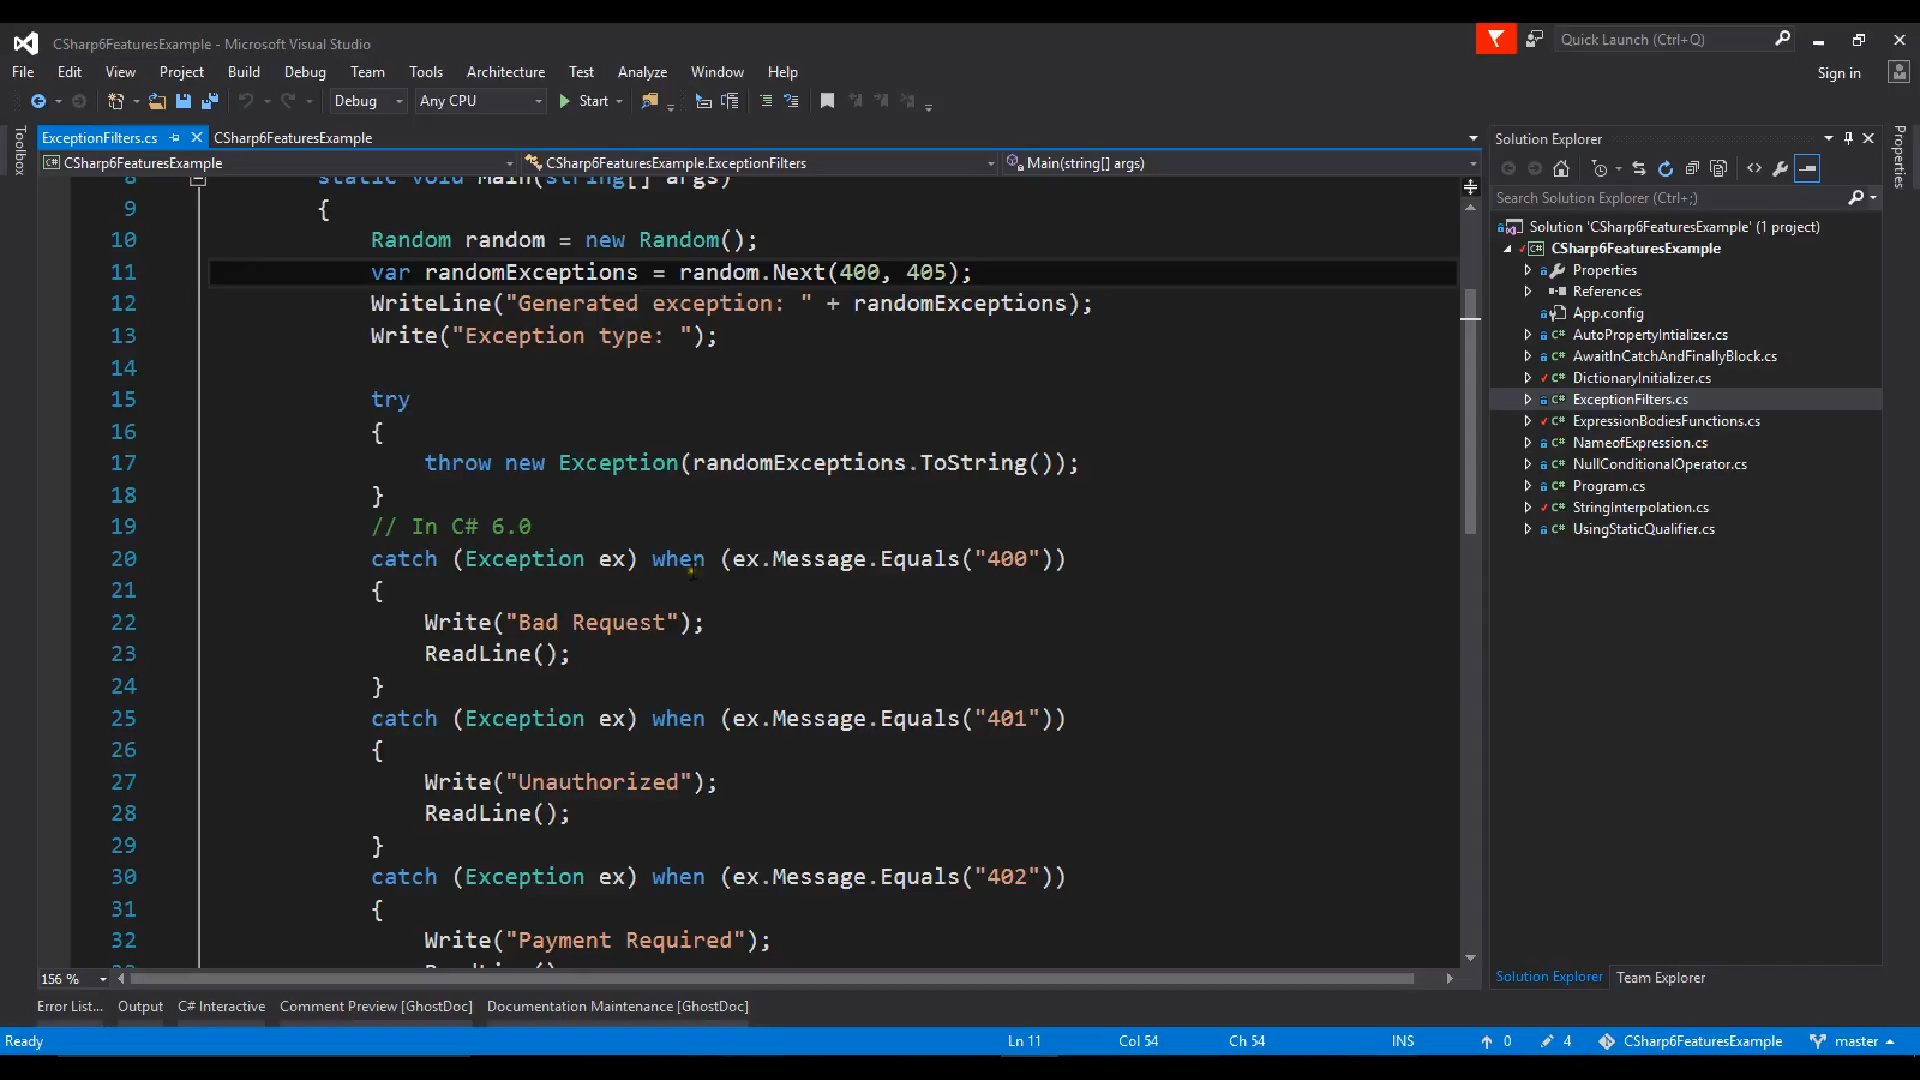 CSharp6FeaturesExample - Microsoft Visual Studio
Quick Launch (Ctrl+Q)
File Edit View Project Build Debug Team Tools Architecture Test Analyze Window Help
Sign in
Debug Any CPU Start
Toolbox
ExceptionFilters.cs CSharp6FeaturesExample
CSharp6FeaturesExample CSharp6FeaturesExample.ExceptionFilters Main(string[] args)
8 static void Main(string[] args)
9 {
10 Random random = new Random();
11 var randomExceptions = random.Next(400, 405);
12 WriteLine("Generated exception: " + randomExceptions);
13 Write("Exception type: ");
14
15 try
16 {
17 throw new Exception(randomExceptions.ToString());
18 }
19 // In C# 6.0
20 catch (Exception ex) when (ex.Message.Equals("400"))
21 {
22 Write("Bad Request");
23 ReadLine();
24 }
25 catch (Exception ex) when (ex.Message.Equals("401"))
26 {
27 Write("Unauthorized");
28 ReadLine();
29 }
30 catch (Exception ex) when (ex.Message.Equals("402"))
31 {
32 Write("Payment Required");
33 ReadLine();
156 %
Solution Explorer
Properties
Search Solution Explorer (Ctrl+;)
Solution 'CSharp6FeaturesExample' (1 project)
C# CSharp6FeaturesExample
Properties
References
App.config
C# AutoPropertyIntializer.cs
C# AwaitInCatchAndFinallyBlock.cs
C# DictionaryInitializer.cs
C# ExceptionFilters.cs
C# ExpressionBodiesFunctions.cs
C# NameofExpression.cs
C# NullConditionalOperator.cs
C# Program.cs
C# StringInterpolation.cs
C# UsingStaticQualifier.cs
Solution Explorer Team Explorer
Error List... Output C# Interactive Comment Preview [GhostDoc] Documentation Maintenance [GhostDoc]
Ready Ln 11 Col 54 Ch 54 INS 0 4 CSharp6FeaturesExample master